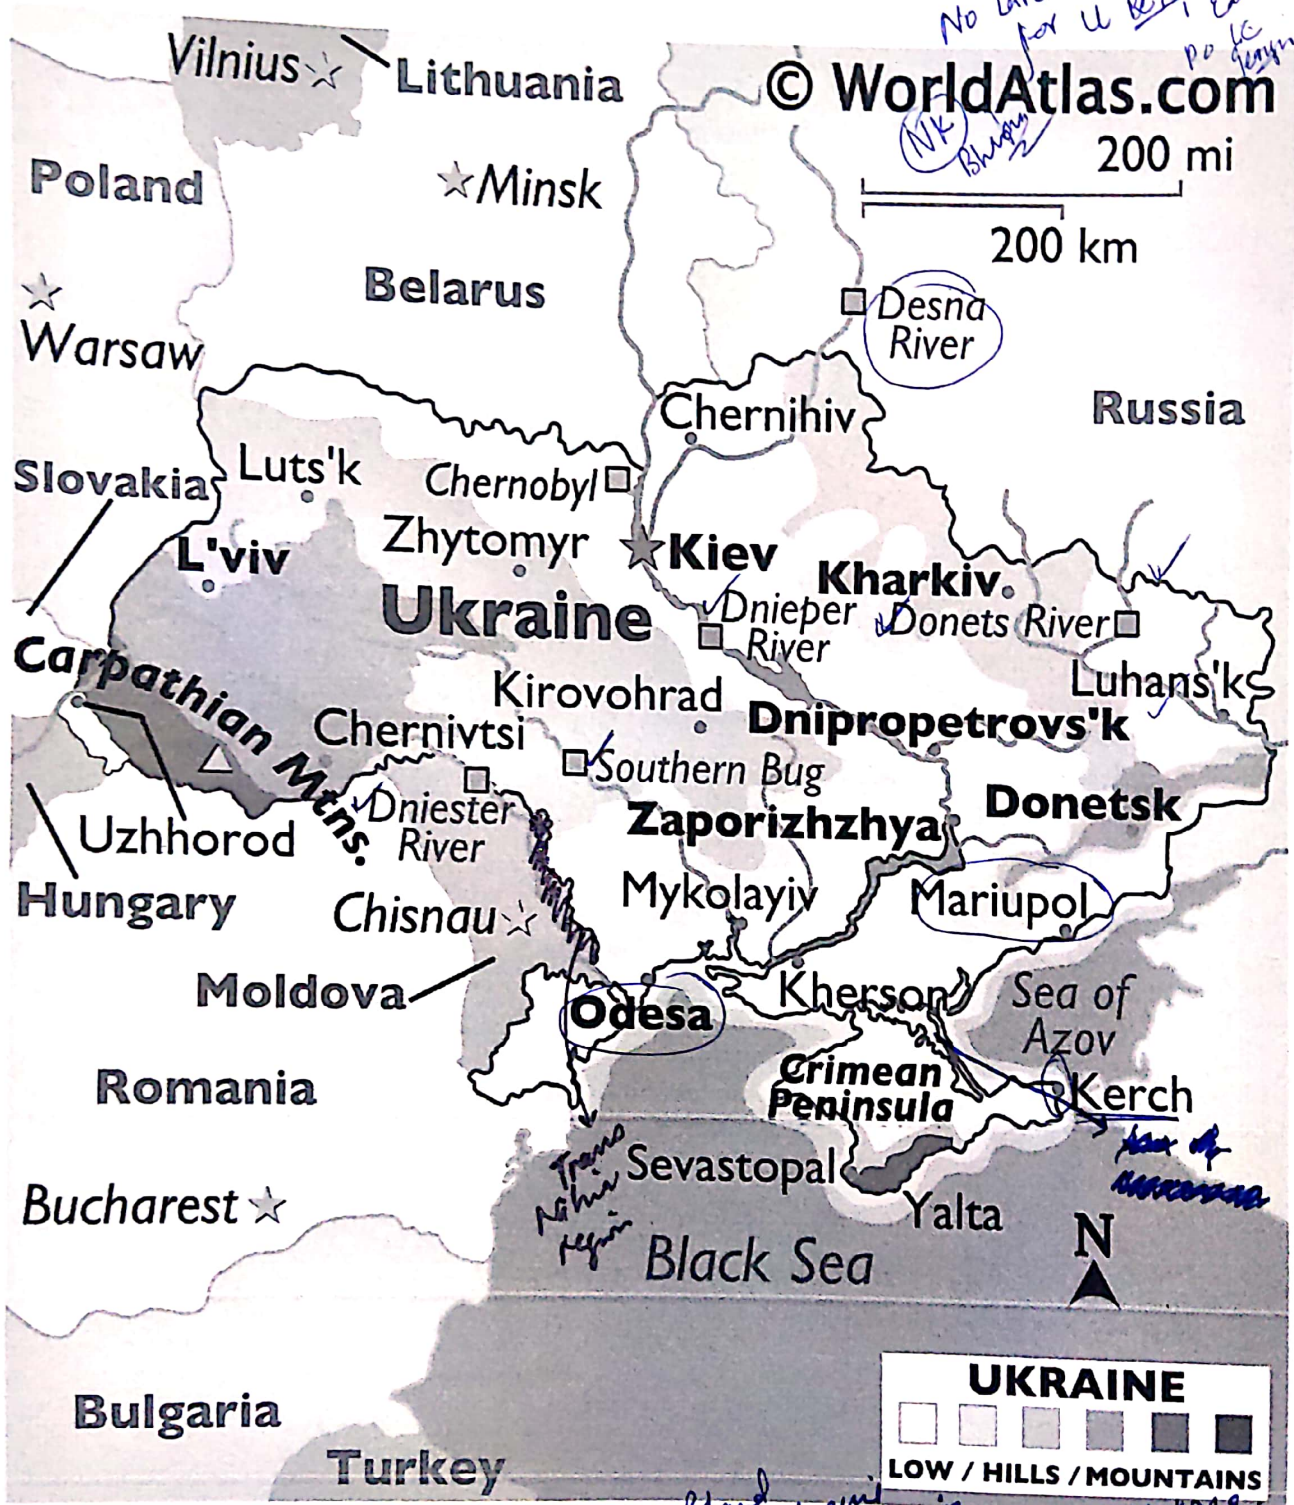 No
for U
Vilnius
Lithuania
© WorldAtlas.com
NK
200 mi
Poland
Minsk
200 km
Belarus
Desna
River
Warsaw
Russia
Chernihiv
Slovakia
Luts'k
Chernobyl
Zhytomyr
L'viv
Kiev
Kharkiv
Ukraine
Dnieper
River
Donets River
Carpathian Mtns.
Luhans'k
Kirovohrad
Dnipropetrovs'k
Chernivtsi
Southern Bug
Dniester
River
Zaporizhzhya
Donetsk
Uzhhorod
Hungary
Mykolayiv
Mariupol
Chisnau
Moldova
Kherson
Sea of
Azov
Odesa
Crimean
Peninsula
Romania
Kerch
Trans
region
Sevastopal
Bucharest
Yalta
N
Black Sea
UKRAINE
Bulgaria
LOW / HILLS / MOUNTAINS
Turkey